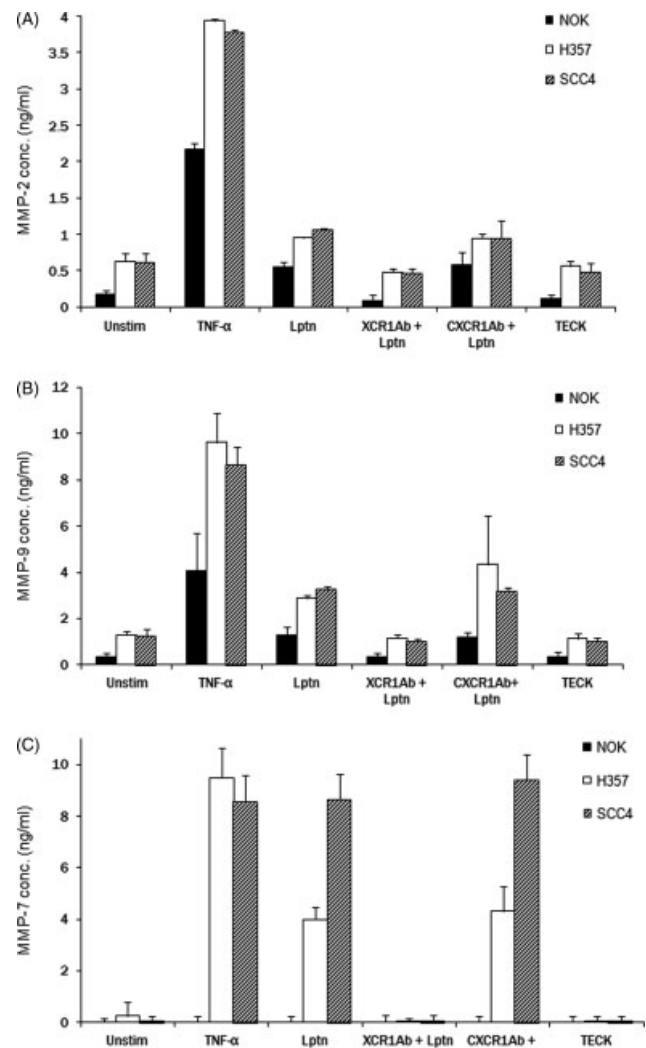 (A)
MMP-2 conc. (ng/ml)
4
3.5
3
2.5
2
1.5
1
0.5
0
NOK
H357
SCC4
Unstim TNF-α Lptn XCR1Ab + CXCR1Ab + TECK
Lptn Lptn
(B)
MMP-9 conc. (ng/ml)
12
10
8
6
4
2
0
NOK
H357
SCC4
Unstim TNF-α Lptn XCR1Ab + CXCR1Ab+ TECK
Lptn Lptn
(C)
MMP-7 conc. (ng/ml)
10
8
6
4
2
0
NOK
H357
SCC4
Unstim TNF-α Lptn XCR1Ab + Lptn CXCR1Ab + TECK